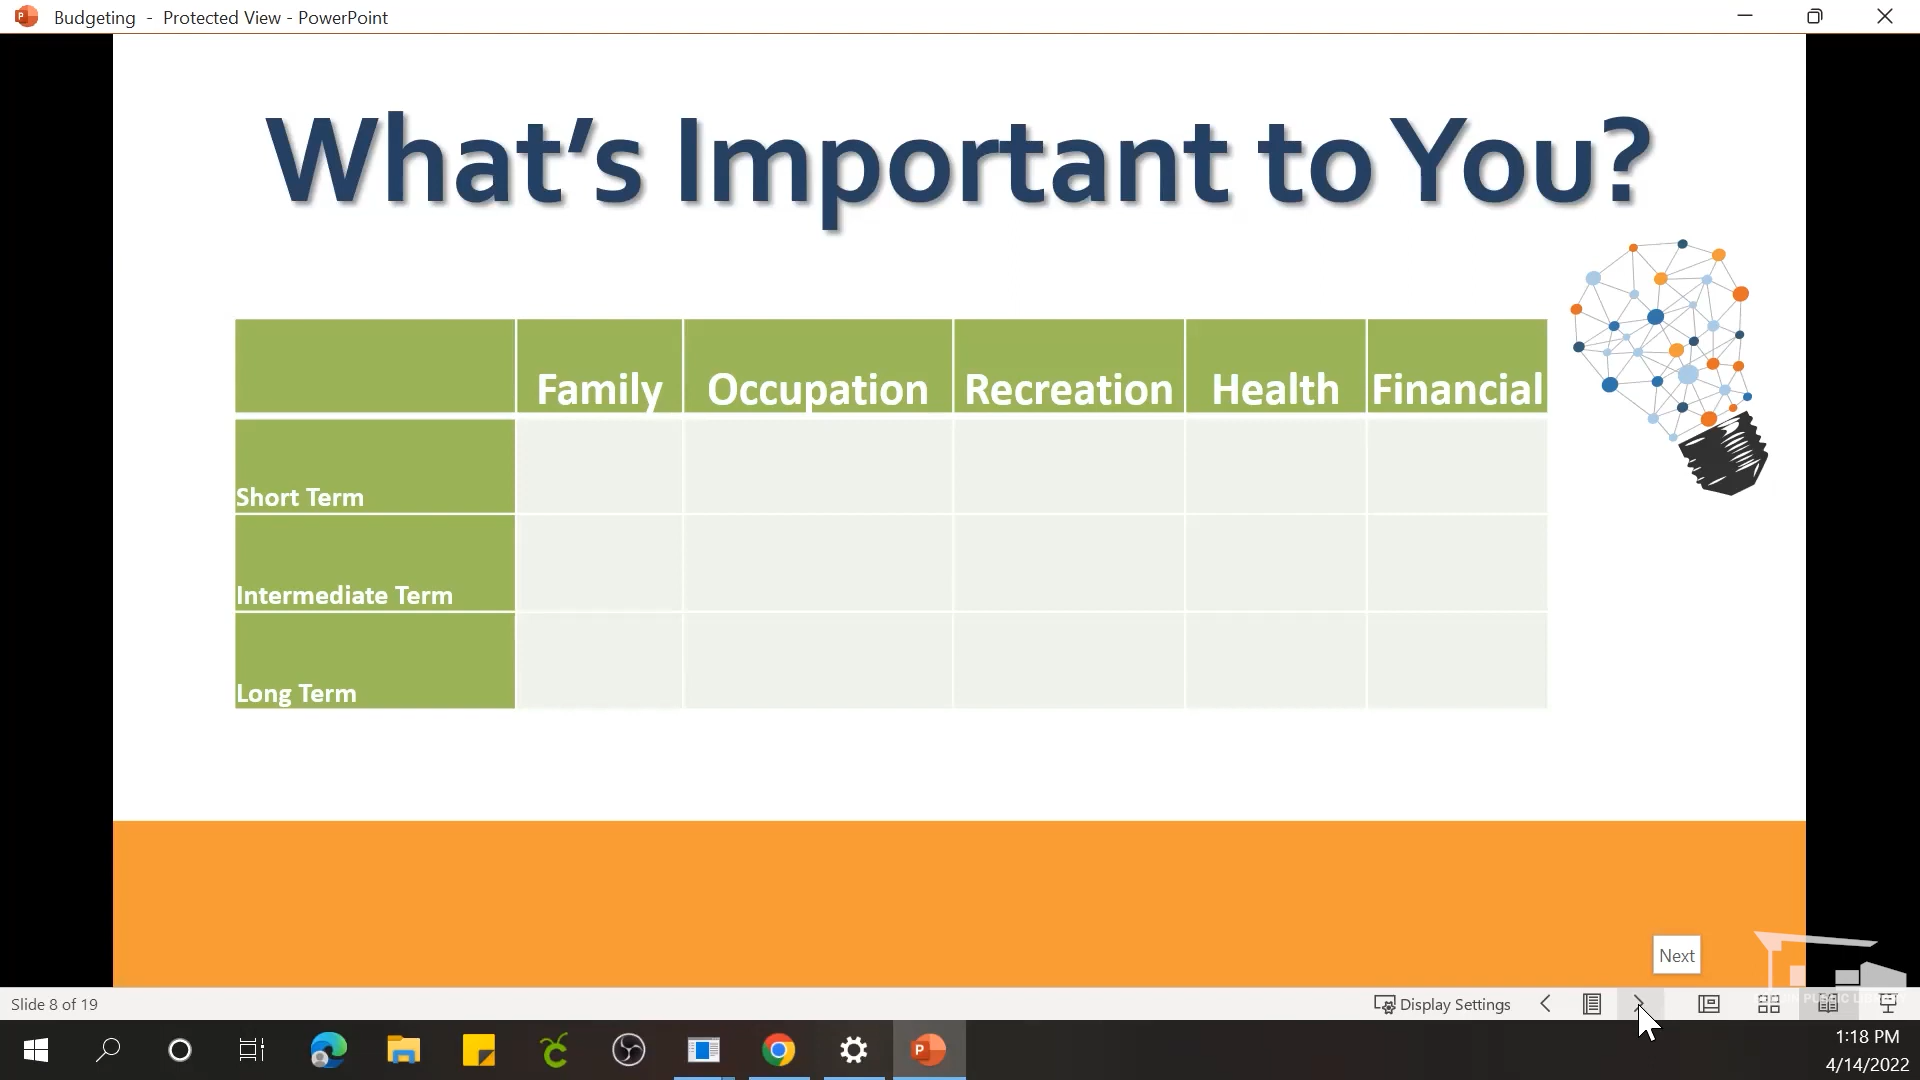 Budgeting - Protected View - PowerPoint
What's Important to You?
Family Occupation Recreation Health Financial
Short Term
Intermediate Term
Long Term
Next
Slide 8 of 19
Display Settings
1:18 PM
4/14/2022